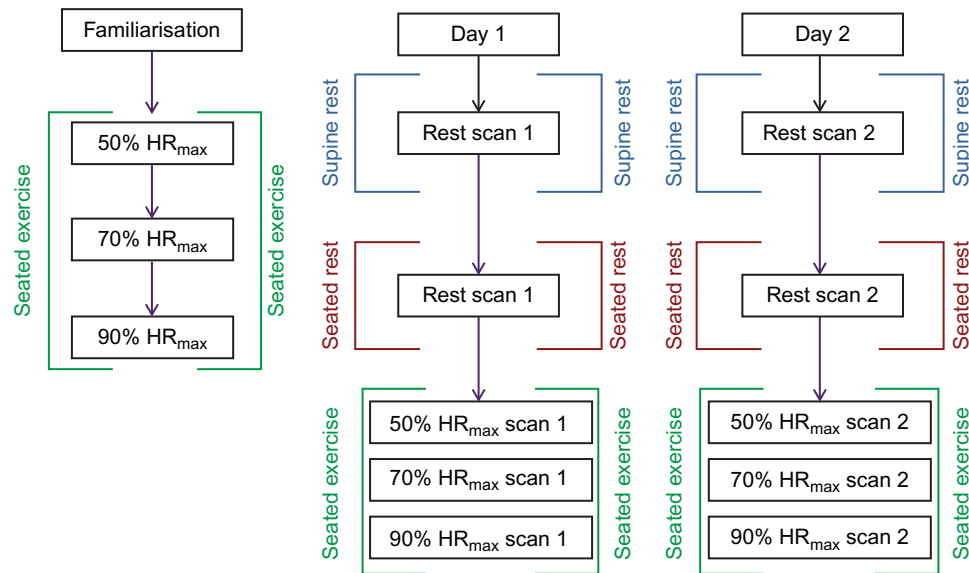 Familiarisation
Seated exercise
50% HRmax
70% HRmax
90% HRmax
Seated exercise
Day 1
Supine rest
Rest scan 1
Supine rest
Seated rest
Rest scan 1
Seated rest
Seated exercise
50% HRmax scan 1
70% HRmax scan 1
90% HRmax scan 1
Seated exercise
Day 2
Supine rest
Rest scan 2
Supine rest
Seated rest
Rest scan 2
Seated rest
Seated exercise
50% HRmax scan 2
70% HRmax scan 2
90% HRmax scan 2
Seated exercise